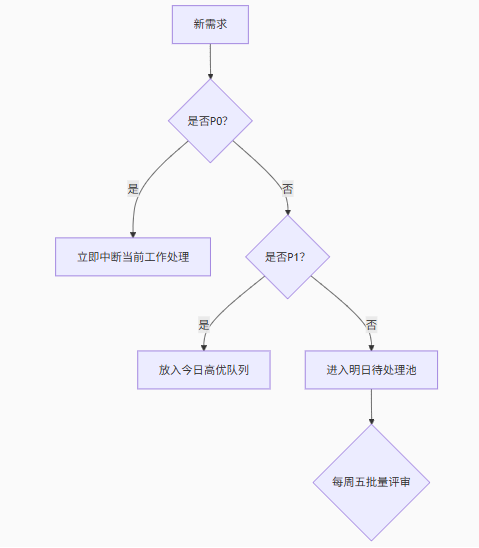 新需求
是否P0?
是
否
立即中断当前工作处理
是否P1?
是
否
放入今日高优队列
进入明日待处理池
每周五批量评审